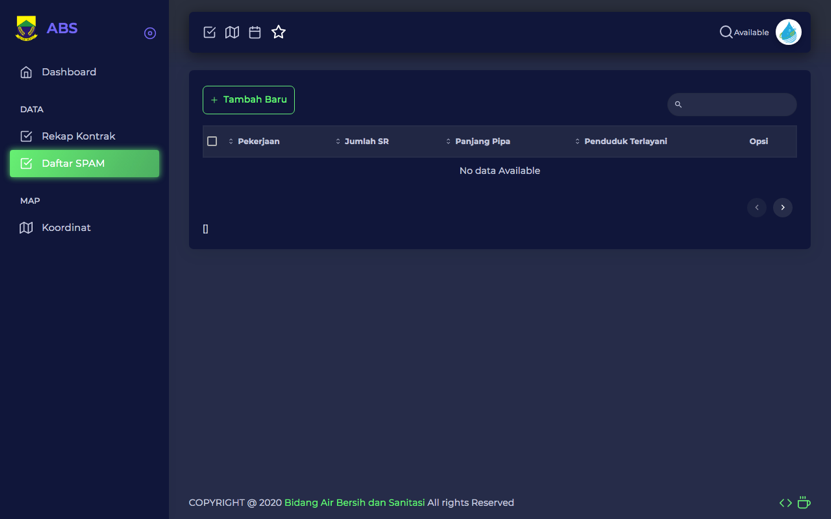 ABS
Dashboard
DATA
Rekap Kontrak
Daftar SPAM
MAP
Koordinat
Available
+ Tambah Baru
Pekerjaan Jumlah SR Panjang Pipa Penduduk Terlayani Opsi
No data Available
[]
COPYRIGHT @ 2020 Bidang Air Bersih dan Sanitasi All rights Reserved